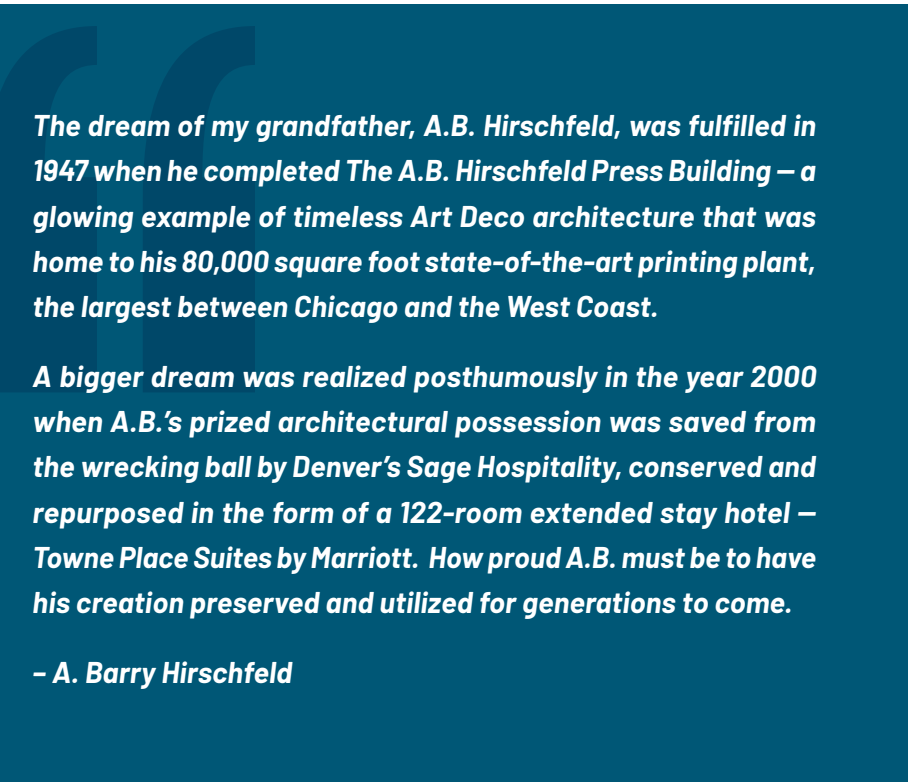 The dream of my grandfather, A.B. Hirschfeld, was fulfilled in
1947 when he completed The A.B. Hirschfeld Press Building – a
glowing example of timeless Art Deco architecture that was
home to his 80,000 square foot state-of-the-art printing plant,
the largest between Chicago and the West Coast.
A bigger dream was realized posthumously in the year 2000
when A.B.’s prized architectural possession was saved from
the wrecking ball by Denver’s Sage Hospitality, conserved and
repurposed in the form of a 122-room extended stay hotel –
Towne Place Suites by Marriott.  How proud A.B. must be to have
his creation preserved and utilized for generations to come.
– A. Barry Hirschfeld